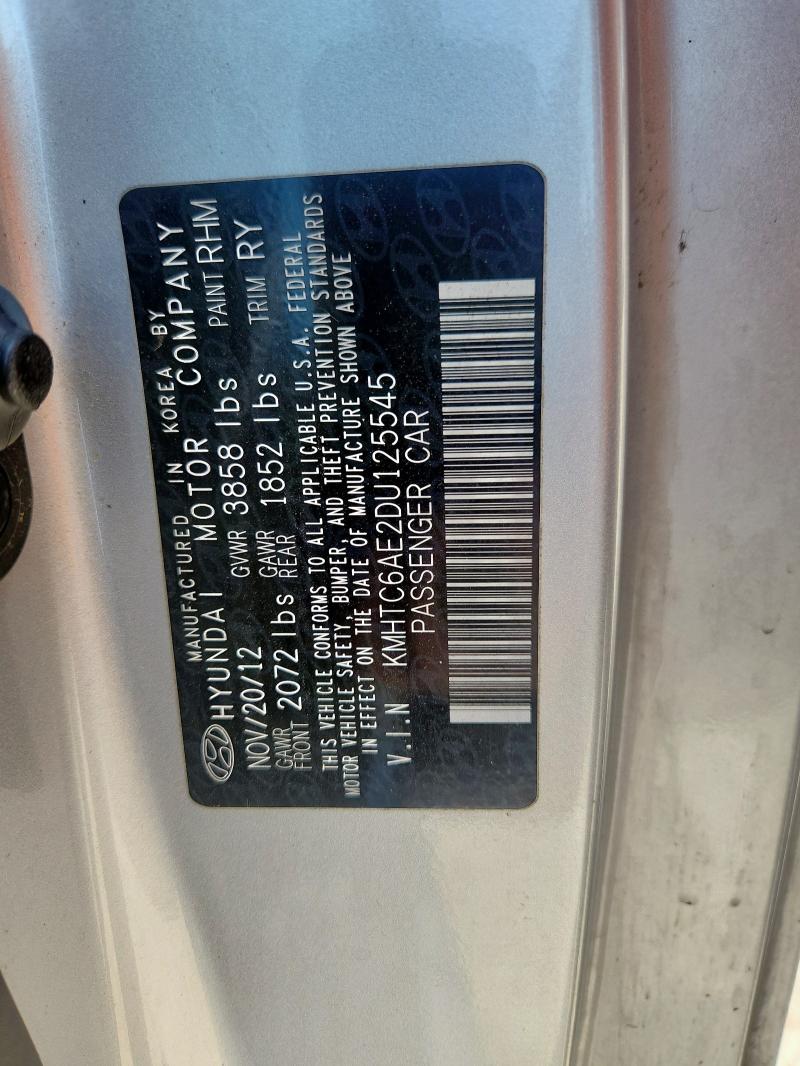 MANUFACTURED IN KOREA BY
HYUNDAI MOTOR COMPANY
NOV/20/12 GVWR 3858 lbs PAINT RHM
GAWR FRONT 2072 lbs GAWR REAR 1852 lbs TRIM RY
THIS VEHICLE CONFORMS TO ALL APPLICABLE U.S.A. FEDERAL
MOTOR VEHICLE SAFETY, BUMPER, AND THEFT PREVENTION STANDARDS
IN EFFECT ON THE DATE OF MANUFACTURE SHOWN ABOVE
V.I.N KMHTC6AE2DU125545
PASSENGER CAR